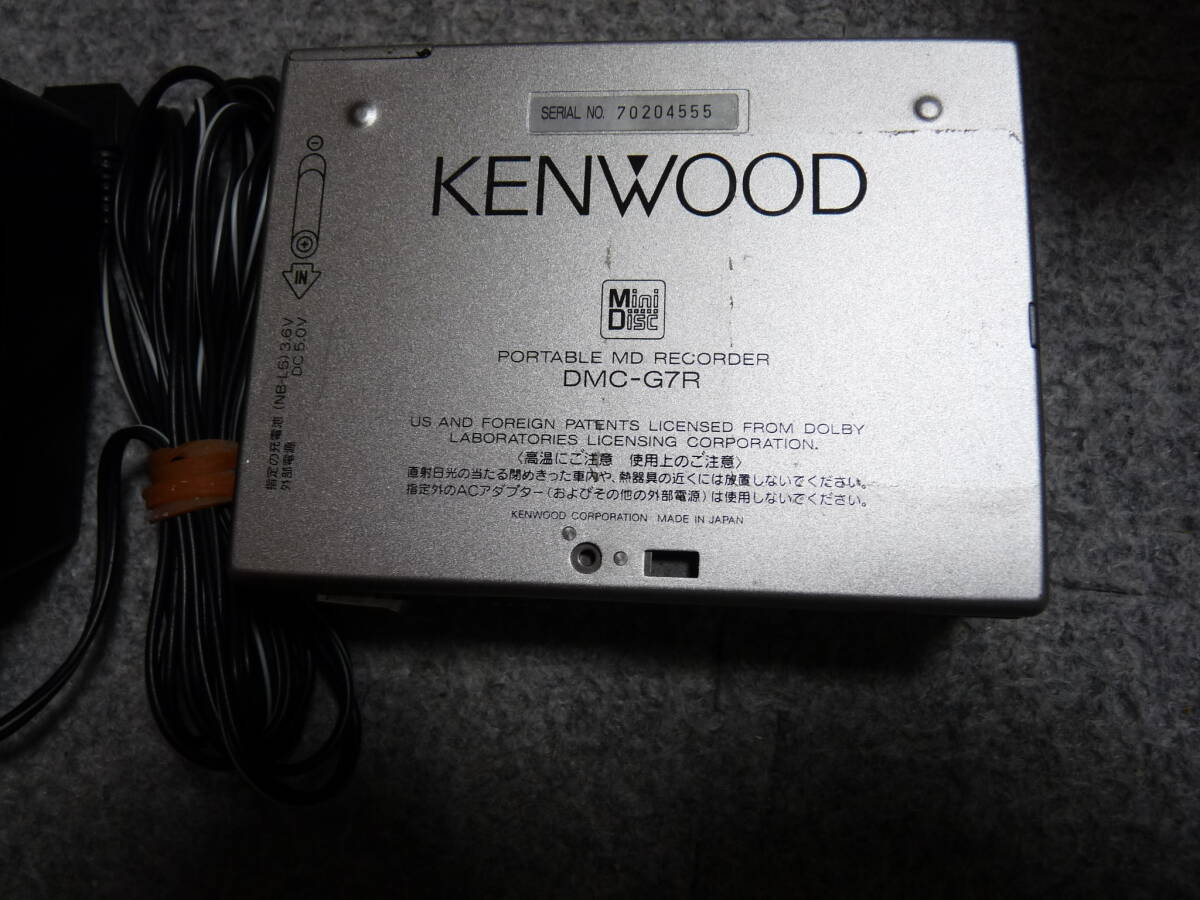 SERIAL NO. 70204555
KENWOOD
Mini
Disc
PORTABLE MD RECORDER
DMC-G7R
US AND FOREIGN PATENTS LICENSED FROM DOLBY
LABORATORIES LICENSING CORPORATION.
〈高温にご注意 使用上のご注意〉
直射日光の当たる閉めきった車内や、熱器具の近くには放置しないでください。
指定外のACアダプター(およびその他の外部電源)は使用しないでください。
KENWOOD CORPORATION MADE IN JAPAN
⊖
⊕
IN
指定の充電池 (NB-L6) 3.6V
外部電源 DC 5.0V